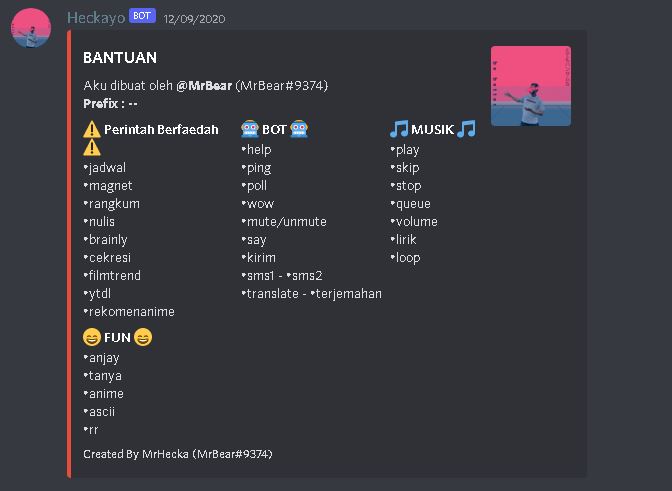 Heckayo BOT 12/09/2020
BANTUAN
Aku dibuat oleh @MrBear (MrBear#9374)
Prefix : --
⚠️ Perintah Berfaedah ⚠️
•jadwal
•magnet
•rangkum
•nulis
•brainly
•cekresi
•filmtrend
•ytdl
•rekomenanime
🤖 BOT 🤖
•help
•ping
•poll
•wow
•mute/unmute
•say
•kirim
•sms1 - •sms2
•translate - •terjemahan
🎵 MUSIK 🎵
•play
•skip
•stop
•queue
•volume
•lirik
•loop
😄 FUN 😄
•anjay
•tanya
•anime
•ascii
•rr
Created By MrHecka (MrBear#9374)